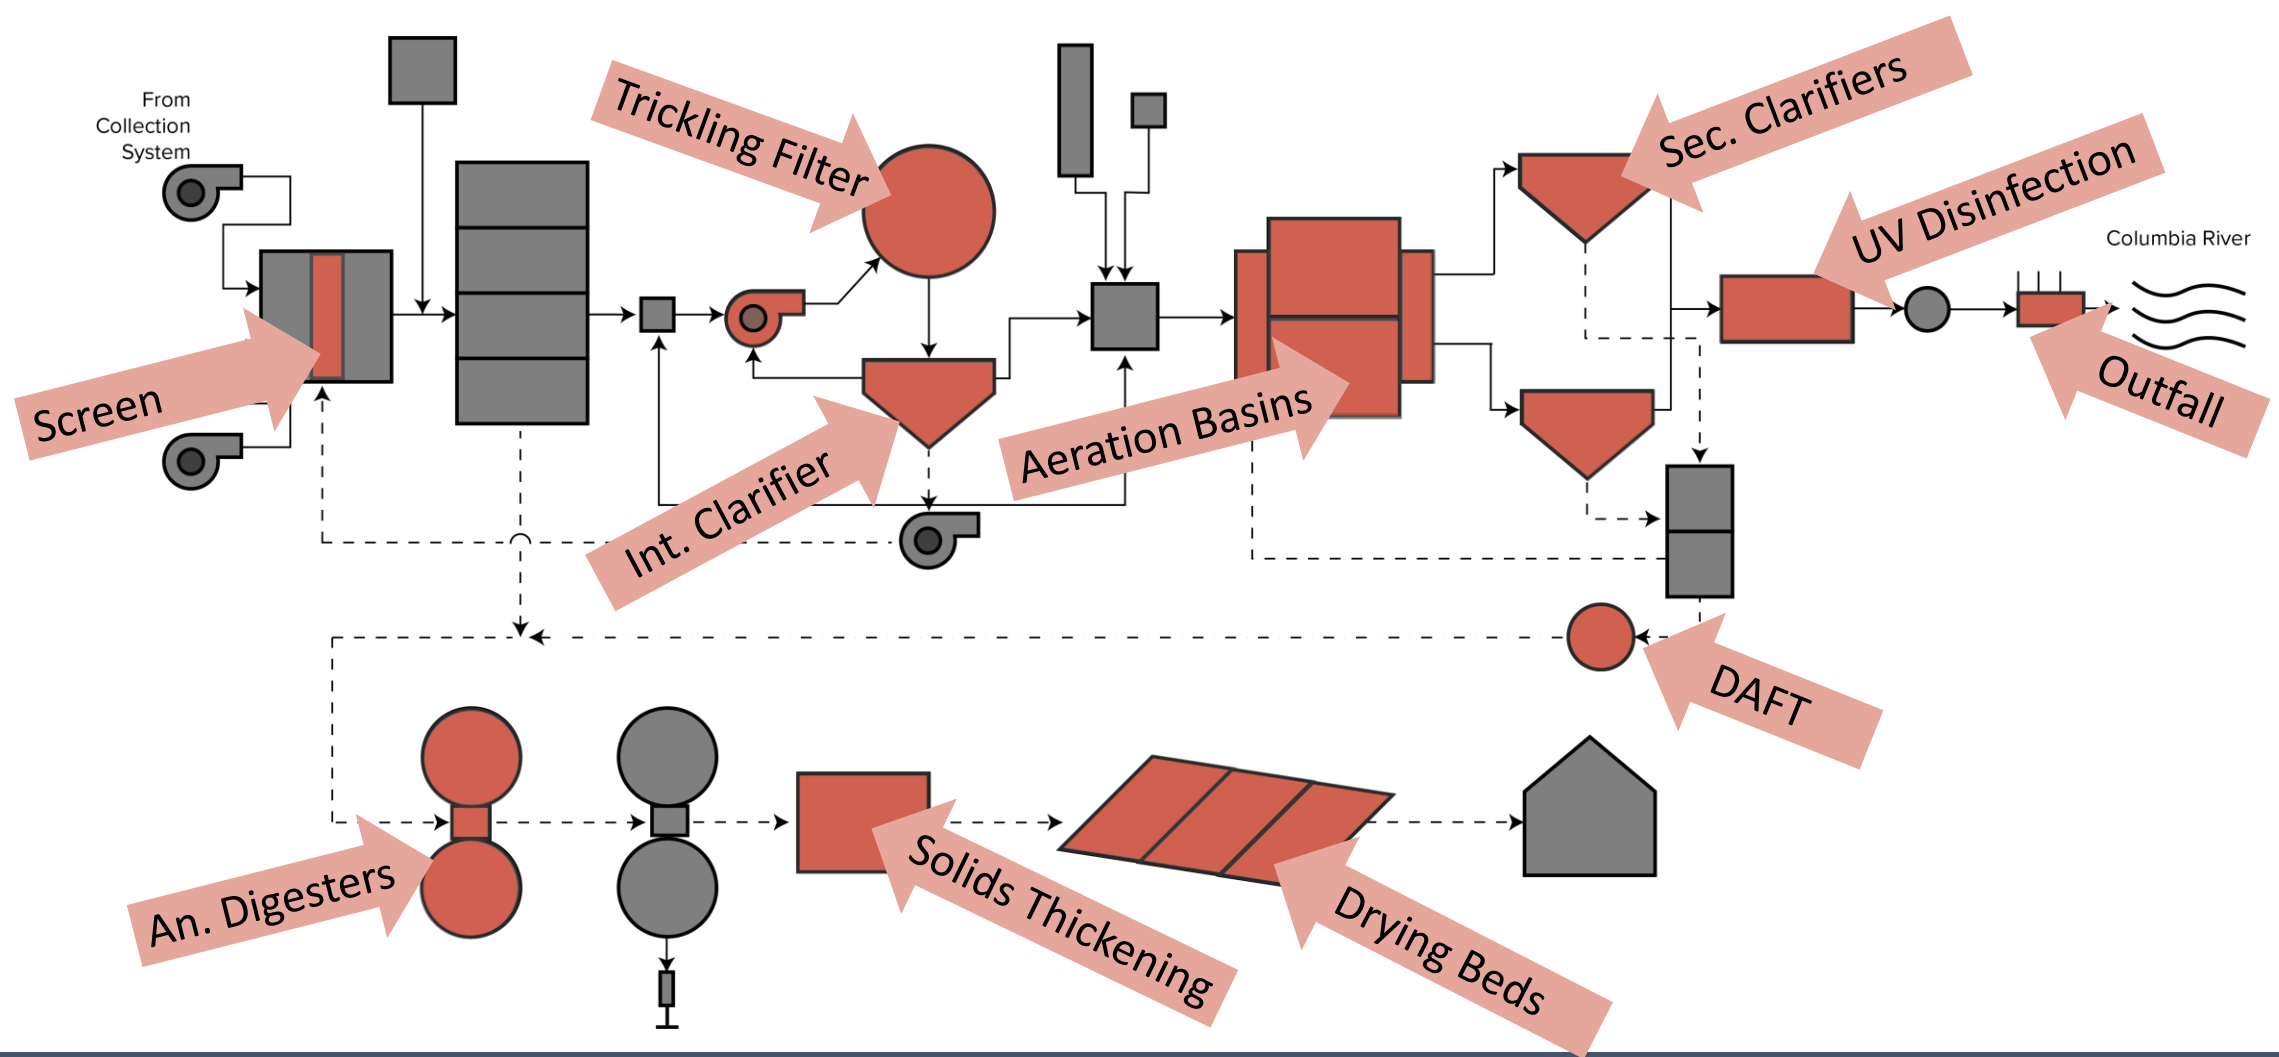 From
Collection
System
Trickling Filter
Sec. Clarifiers
UV Disinfection
Columbia River
Screen
Int. Clarifier
Aeration Basins
Outfall
DAFT
An. Digesters
Solids Thickening
Drying Beds